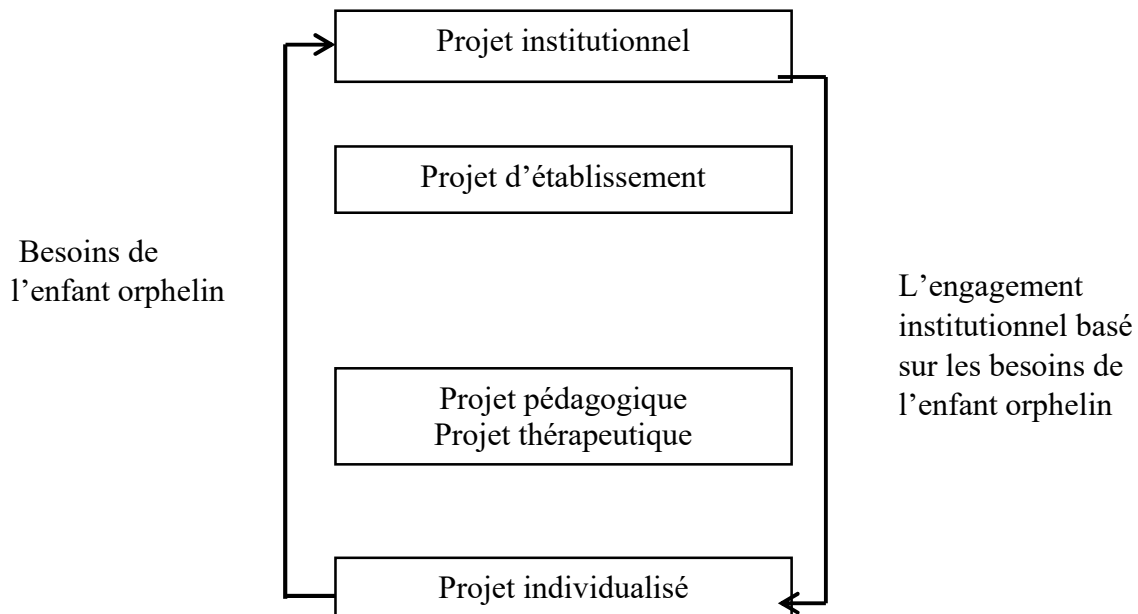 Projet institutionnel
Projet d’établissement
Besoins de
l’enfant orphelin
L’engagement
institutionnel basé
sur les besoins de
l’enfant orphelin
Projet pédagogique
Projet thérapeutique
Projet individualisé